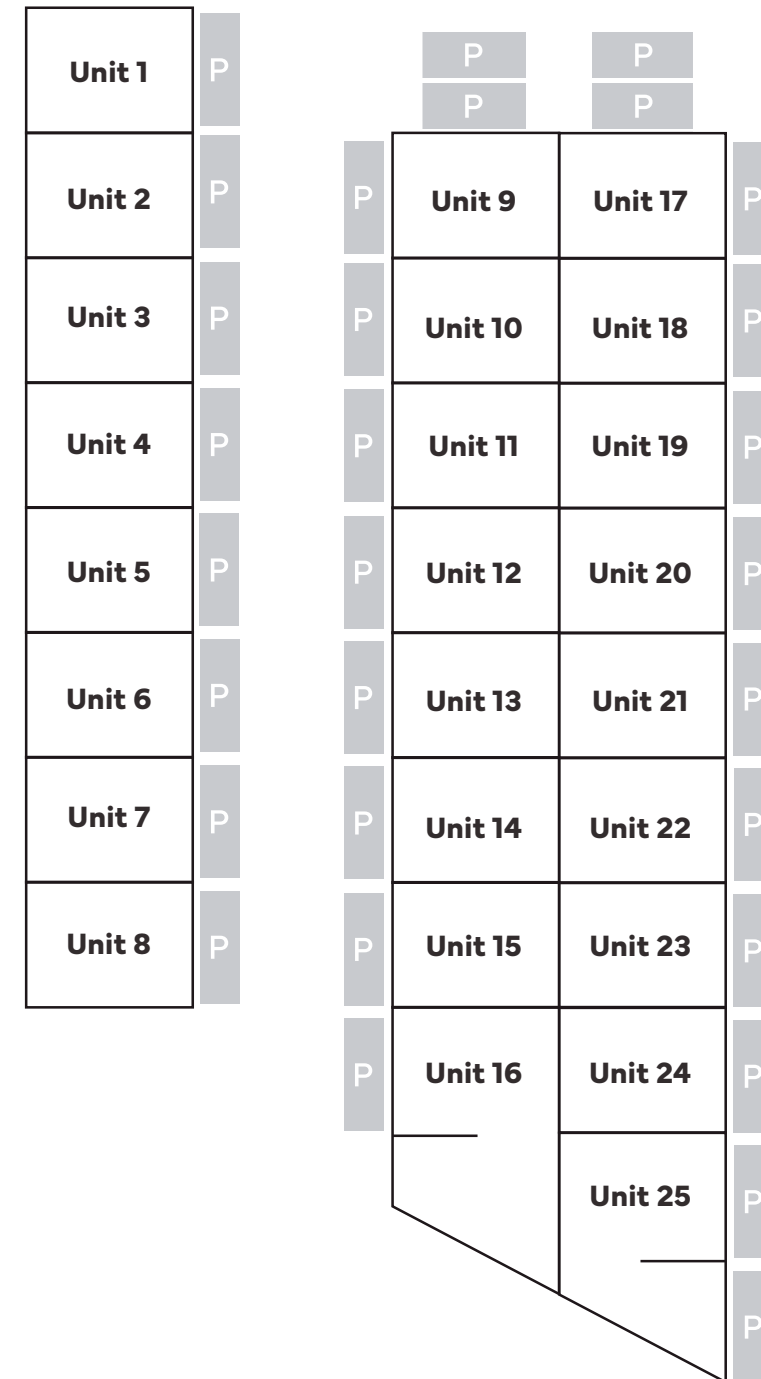 Unit 1
P
P
P
P
P
Unit 2
P
P
Unit 9
Unit 17
P
Unit 3
P
P
Unit 10
Unit 18
P
Unit 4
P
P
Unit 11
Unit 19
P
Unit 5
P
P
Unit 12
Unit 20
P
Unit 6
P
P
Unit 13
Unit 21
P
Unit 7
P
P
Unit 14
Unit 22
P
Unit 8
P
P
Unit 15
Unit 23
P
P
Unit 16
Unit 24
P
Unit 25
P
P